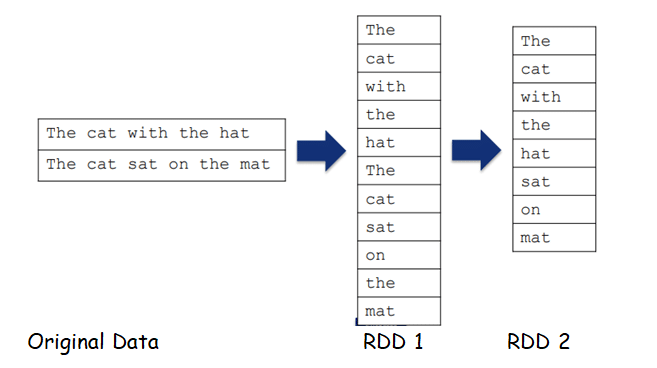 The cat with the hat
The cat sat on the mat
The
cat
with
the
hat
The
cat
sat
on
the
mat
The
cat
with
the
hat
sat
on
mat
Original Data
RDD 1
RDD 2